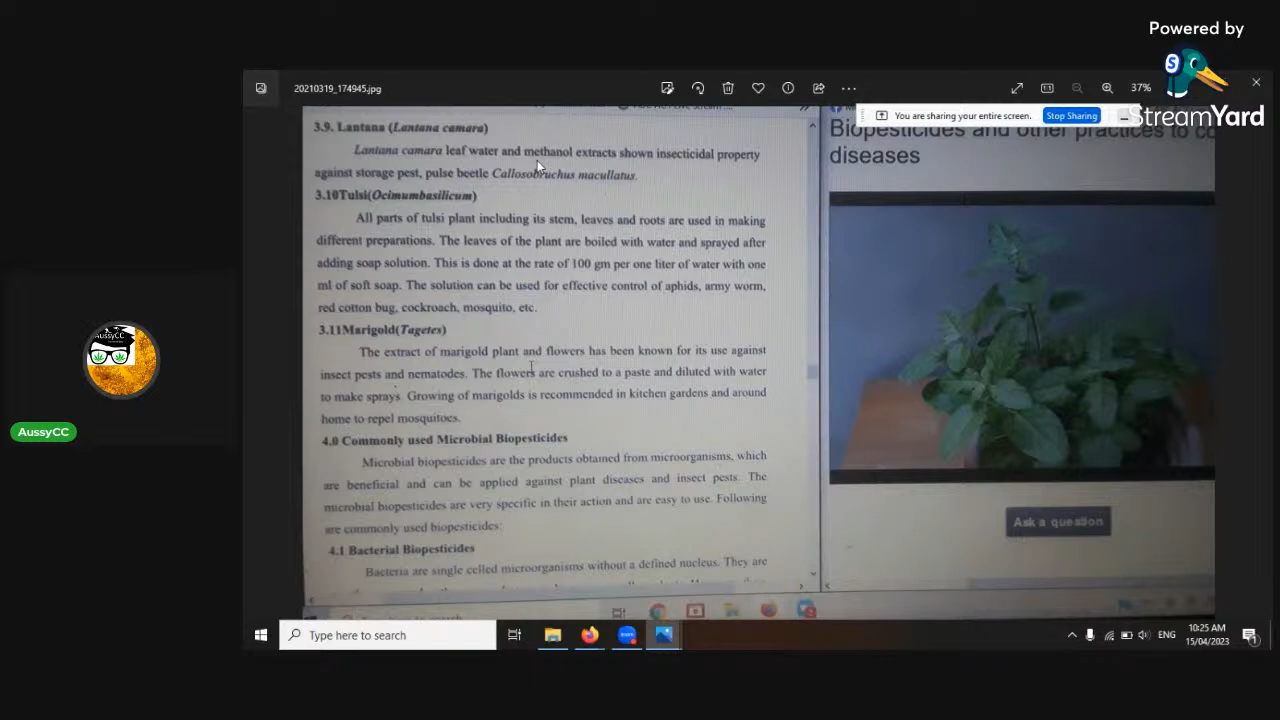 Powered by
StreamYard
20210319_174945.jpg
37%
You are sharing your entire screen.
Stop Sharing
3.9. Lantana (Lantana camara)
Lantana camara leaf water and methanol extracts shown insecticidal property
against storage pest, pulse beetle Callosobruchus macullatus.
3.10Tulsi(Ocimumbasilicum)
All parts of tulsi plant including its stem, leaves and roots are used in making
different preparations. The leaves of the plant are boiled with water and sprayed after
adding soap solution. This is done at the rate of 100 gm per one liter of water with one
ml of soft soap. The solution can be used for effective control of aphids, army worm,
red cotton bug, cockroach, mosquito, etc.
3.11Marigold(Tagetes)
The extract of marigold plant and flowers has been known for its use against
insect pests and nematodes. The flowers are crushed to a paste and diluted with water
to make sprays. Growing of marigolds is recommended in kitchen gardens and around
home to repel mosquitoes.
4.0 Commonly used Microbial Biopesticides
Microbial biopesticides are the products obtained from microorganisms, which
are beneficial and can be applied against plant diseases and insect pests. The
microbial biopesticides are very specific in their action and are easy to use. Following
are commonly used biopesticides:
4.1 Bacterial Biopesticides
Bacteria are single celled microorganisms without a defined nucleus. They are
Biopesticides and other practices to co
diseases
Ask a question
AussyCC
AussyCC
Type here to search
ENG
10:25 AM
15/04/2023